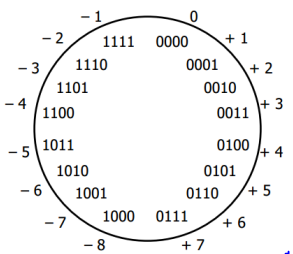 – 1 0
– 2 1111 0000 + 1
– 3 1110 0001 + 2
1101 0010
– 4 1100 0011 + 3
– 5 1011 0100 + 4
1010 0101
– 6 1001 0110 + 5
– 7 1000 0111 + 6
– 8 + 7